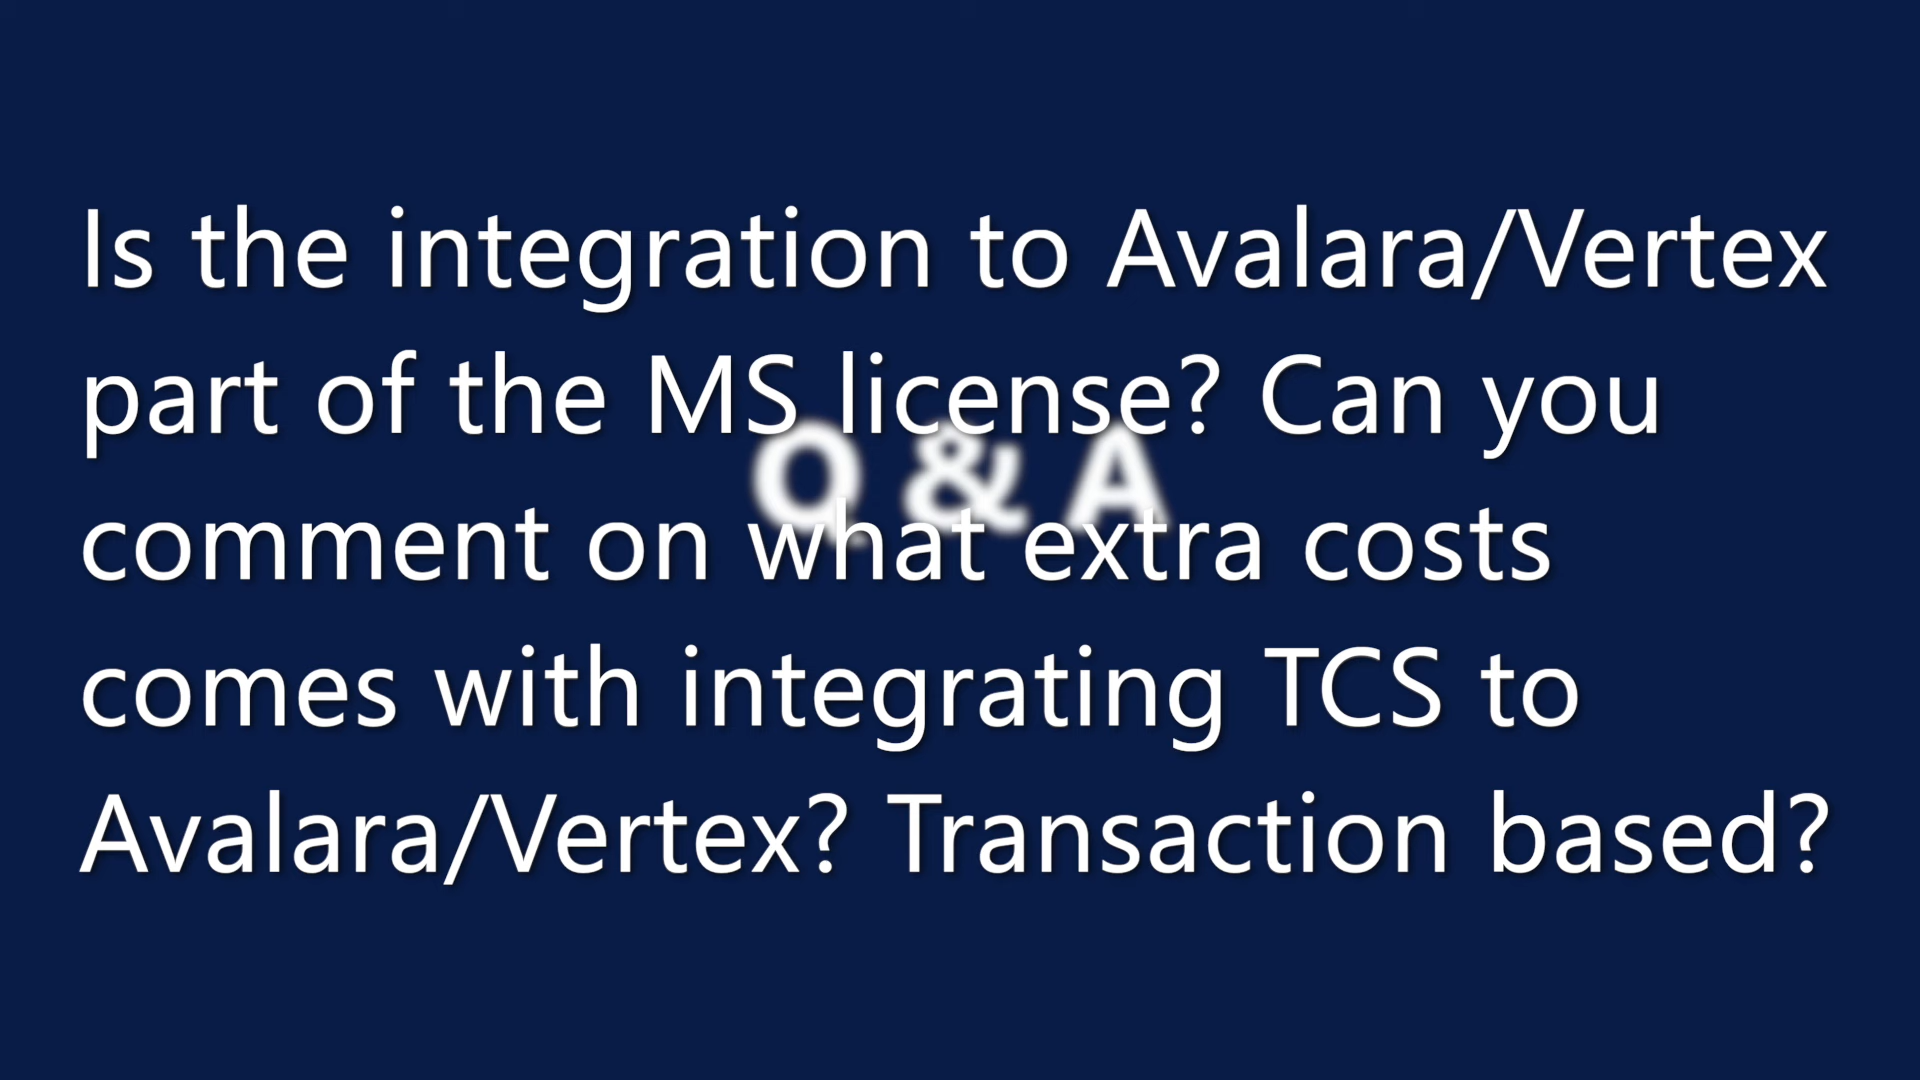 Is the integration to Avalara/Vertex
part of the MS license? Can you
Q & A
comment on what extra costs
comes with integrating TCS to
Avalara/Vertex? Transaction based?